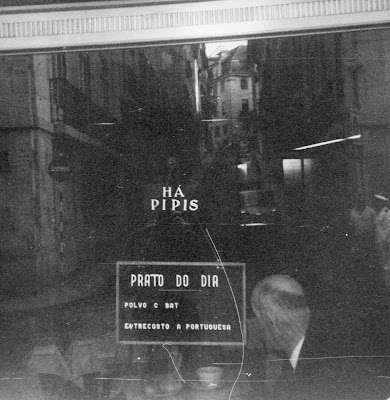 HÁ
PIPIS
PRATO DO DIA
POLVO C BAT
ENTRECOSTO A PORTUGUESA